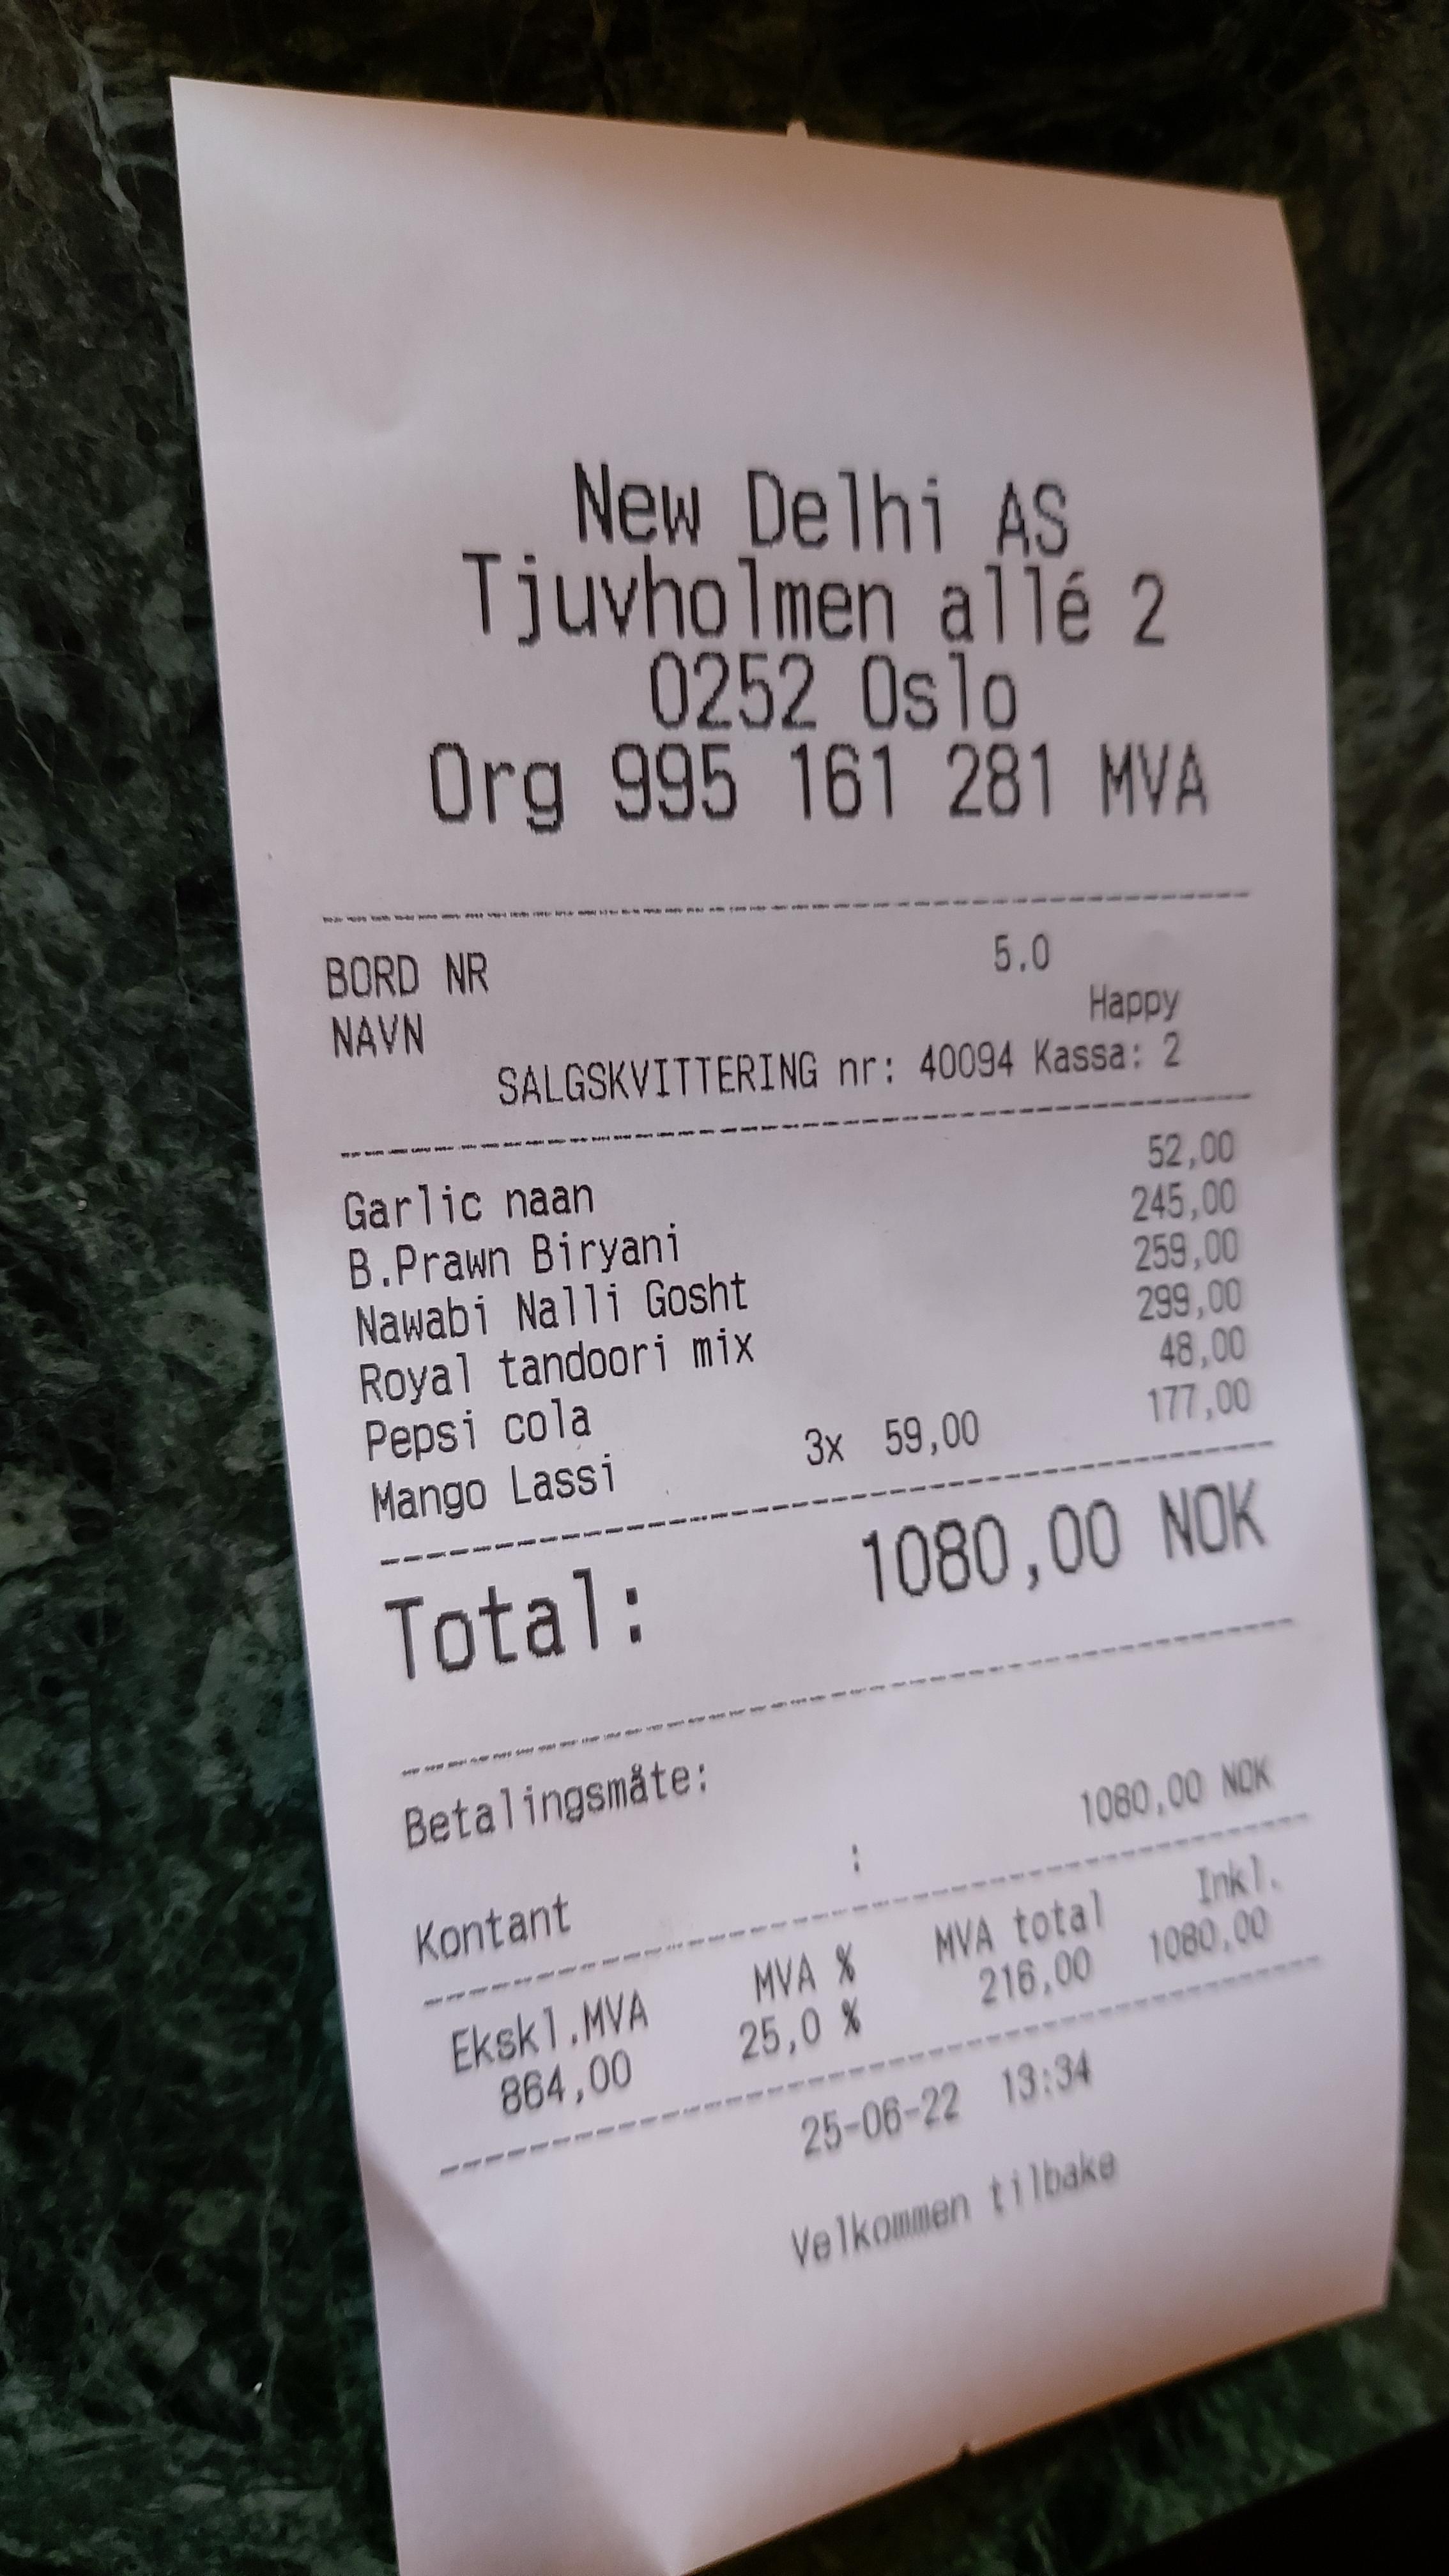 New Delhi AS
Tjuvholmen allé 2
0252 Oslo
Org 995 161 281 MVA
BORD NR 5.0
NAVN Happy
SALGSKVITTERING nr: 40094 Kassa: 2
Garlic naan 52,00
B.Prawn Biryani 245,00
Nawabi Nalli Gosht 259,00
Royal tandoori mix 299,00
Pepsi cola 48,00
Mango Lassi 3x 59,00 177,00
Total: 1080,00 NOK
Betalingsmåte:
Kontant : 1080,00 NOK
Ekskl.MVA MVA % MVA total Inkl.
864,00 25,0 % 216,00 1080,00
25-06-22 13:34
Velkommen tilbake